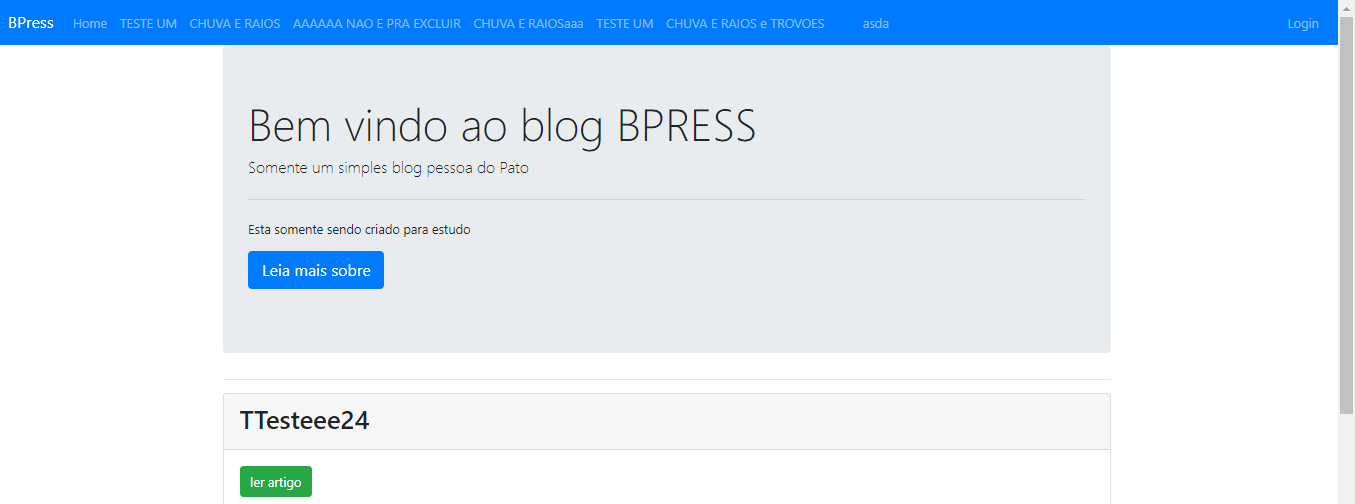 BPress Home TESTE UM CHUVA E RAIOS AAAAAA NAO E PRA EXCLUIR CHUVA E RAIOSaaa TESTE UM CHUVA E RAIOS e TROVOES asda Login
Bem vindo ao blog BPRESS
Somente um simples blog pessoa do Pato
Esta somente sendo criado para estudo
Leia mais sobre
TTesteee24
ler artigo